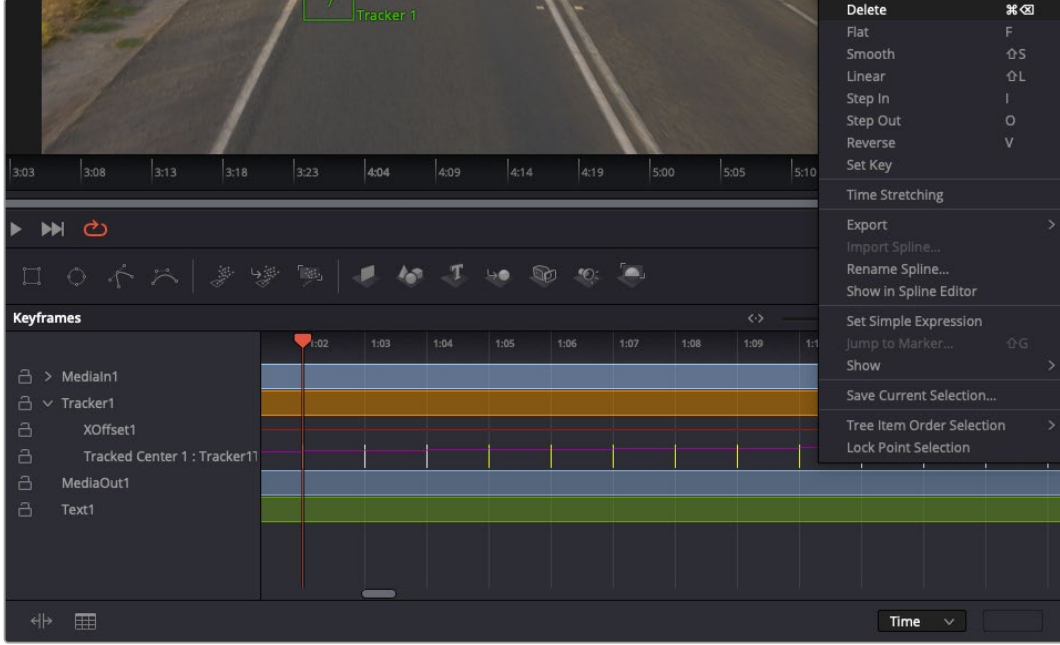 Tracker 1
Delete ⌘⌫
Flat F
Smooth ⇧S
Linear ⇧L
Step In I
Step Out O
Reverse V
Set Key
Time Stretching
Export >
Import Spline...
Rename Spline...
Show in Spline Editor
Set Simple Expression
Jump to Marker... ⇧G
Show >
Save Current Selection...
Tree Item Order Selection >
Lock Point Selection
3:03 3:08 3:13 3:18 3:23 4:04 4:09 4:14 4:19 5:00 5:05 5:10
Keyframes
1:02 1:03 1:04 1:05 1:06 1:07 1:08 1:09
MediaIn1
Tracker1
XOffset1
Tracked Center 1 : Tracker1
MediaOut1
Text1
Time